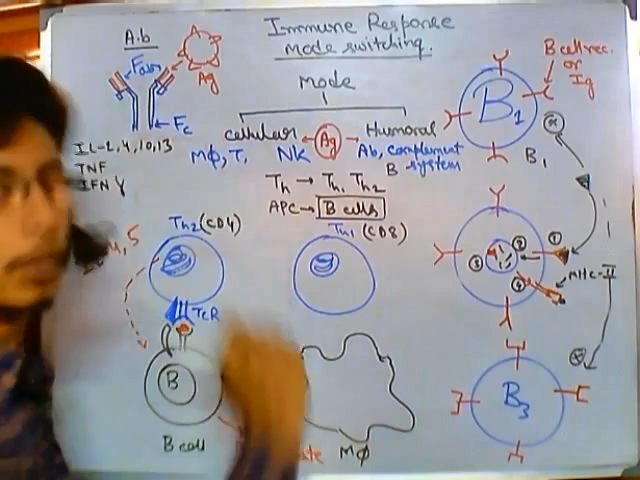 Immune Response
mode switching.
A.b
Fab
Ag
Fc
IL-2, 4, 10, 13
TNF
IFN γ
mode
cellular ← Ag → Humoral
MΦ, T, NK
Ab, complement
B system
Th → Th1 Th2
APC → B cells
B cell rec.
or
Ig
B1
B1
Th2 (CD4)
Th1 (CD8)
4, 5
TcR
B
B cell
MΦ
1
2
3
4
MHC-II
B3